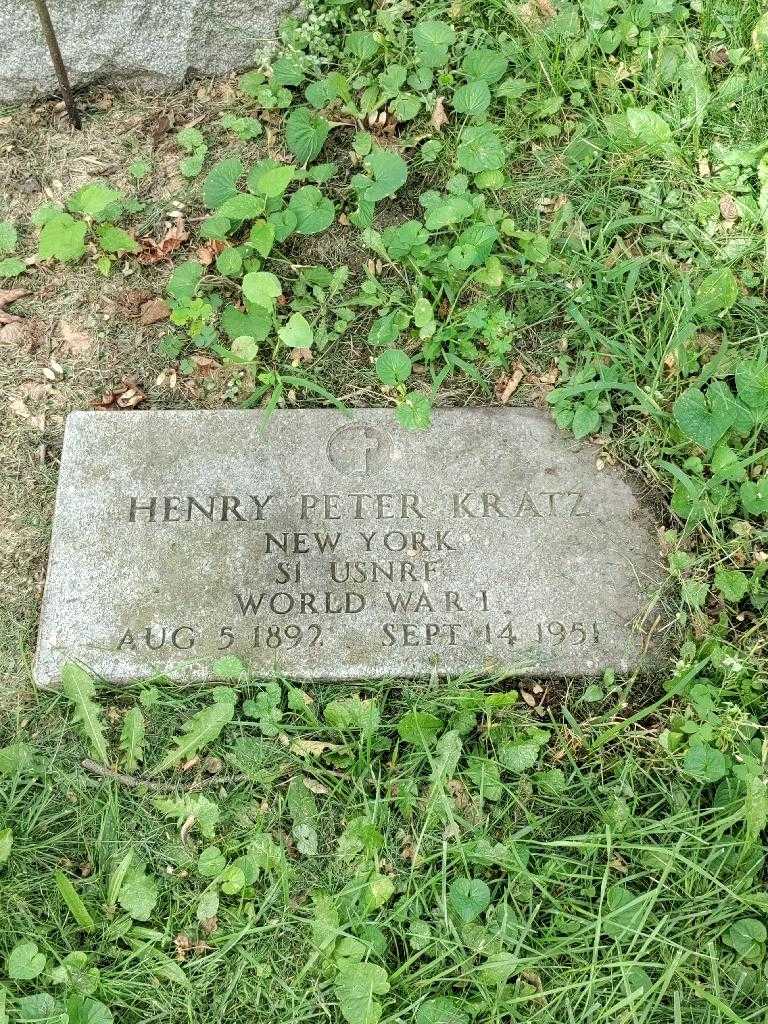 HENRY PETER KRATZ
NEW YORK
S1 USNRF
WORLD WAR I
AUG 5 1892 SEPT 14 1951